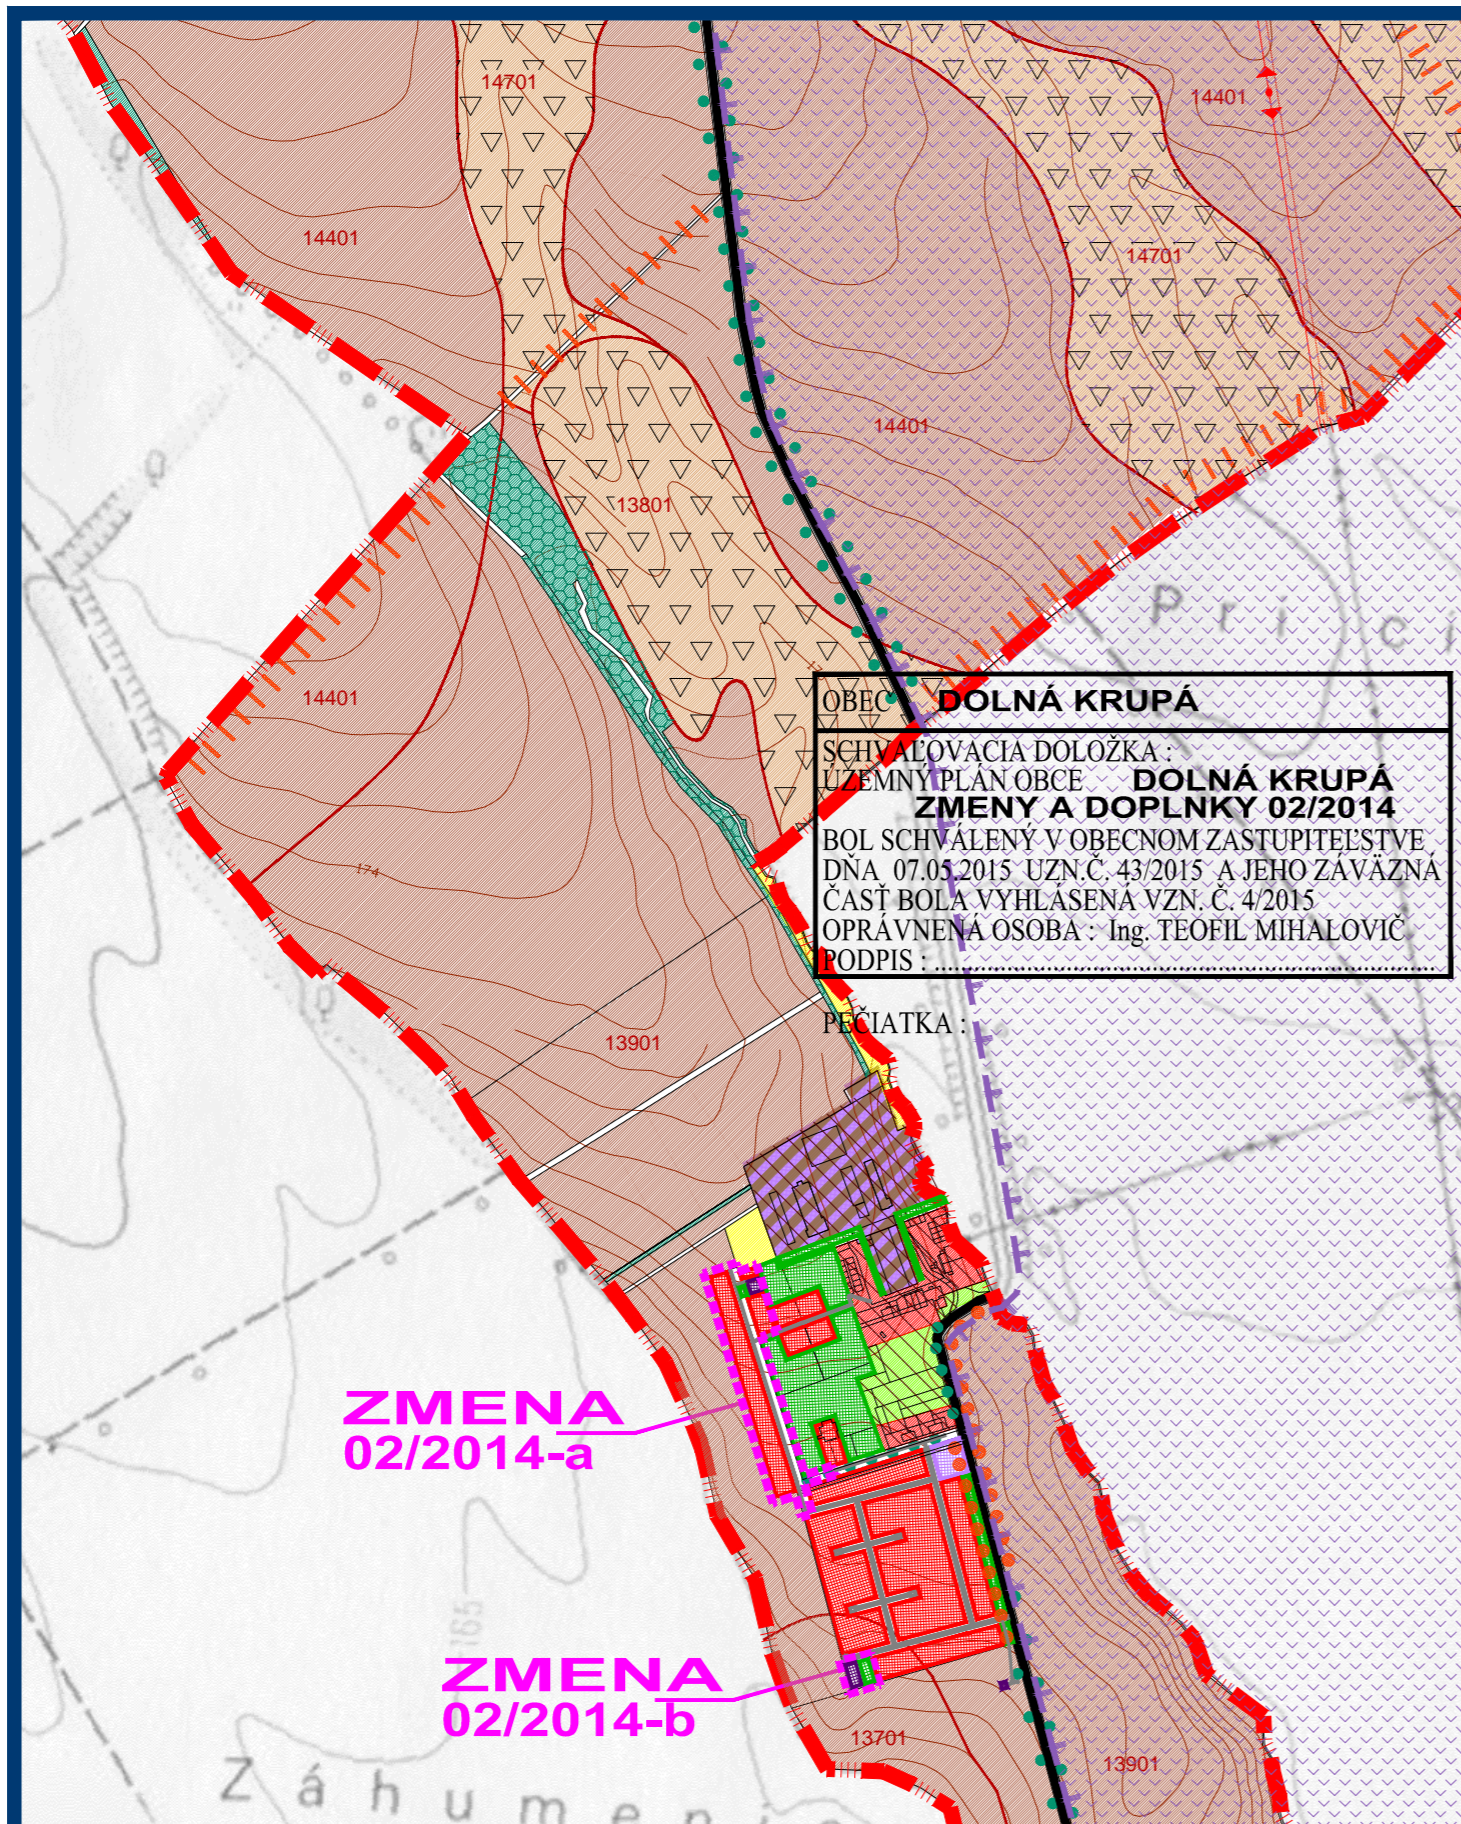 14701
14401
14401
14701
14401
13801
14401
174
13901
P r í c i
OBEC DOLNÁ KRUPÁ
SCHVAĽOVACIA DOLOŽKA :
ÚZEMNÝ PLÁN OBCE DOLNÁ KRUPÁ
ZMENY A DOPLNKY 02/2014
BOL SCHVÁLENÝ V OBECNOM ZASTUPITEĽSTVE
DŇA 07.05.2015 UZN.Č. 43/2015 A JEHO ZÁVÄZNÁ
ČASŤ BOLA VYHLÁSENÁ VZN. Č. 4/2015
OPRÁVNENÁ OSOBA : Ing. TEOFIL MIHALOVIČ
PODPIS : ......................................................................
PEČIATKA :
ZMENA
02/2014-a
165
ZMENA
02/2014-b
13701
13901